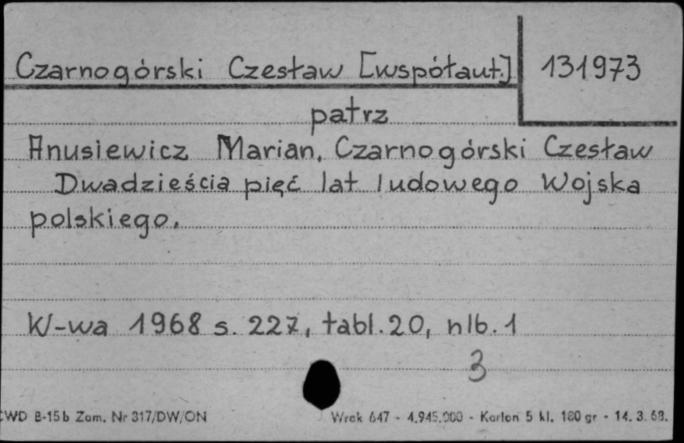 Czarnogórski Czesław [współaut.] 131973
patrz
Anusiewicz Marian, Czarnogórski Czesław
Dwadzieścia pięć lat ludowego Wojska
polskiego.
W-wa 1968 s. 227, tabl. 20, nlb. 1
3
CWD B-15b Zam. Nr 317/DW/ON Wrok 647 - 4.945.000 - Karton 5 kl. 180 gr - 14. 3. 68.